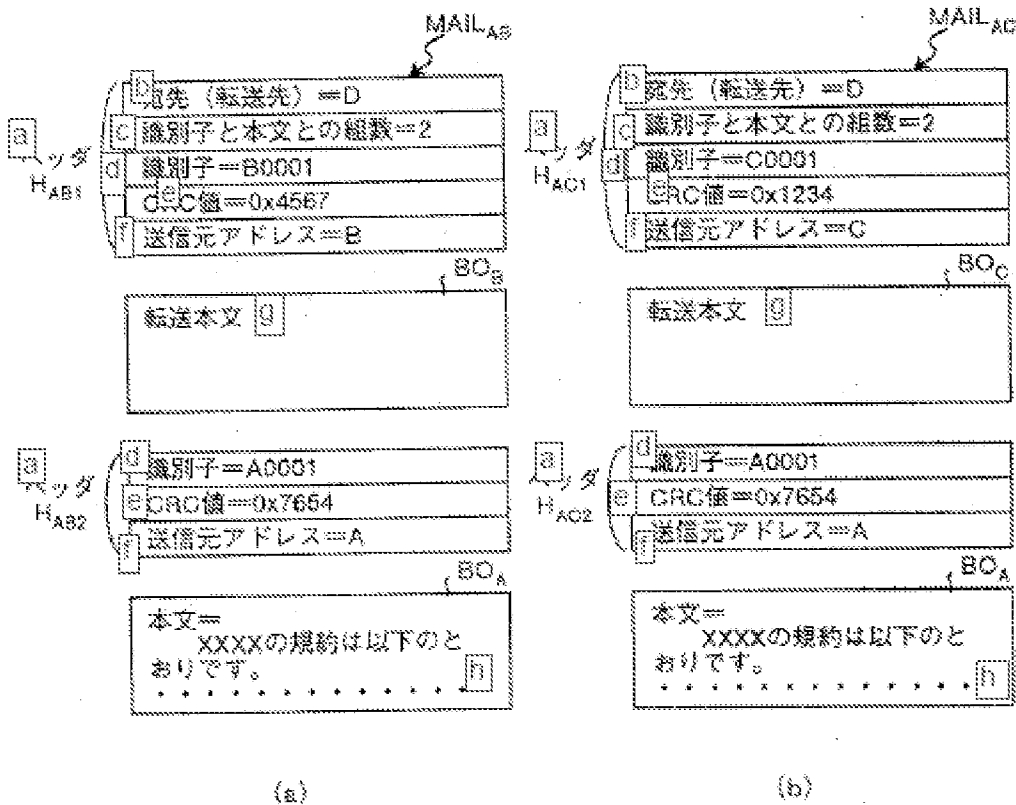 MAIL_AB
b
宛先（転送先）＝D
a
c
識別子と本文との組数＝2
ヘッダ
H_AB1
d
識別子＝B0001
e
CRC値＝0x4567
f
送信元アドレス＝B
BO_B
転送本文 g
a
ヘッダ
H_AB2
d
識別子＝A0001
e
CRC値＝0x7654
f
送信元アドレス＝A
BO_A
本文＝
XXXXの規約は以下のと
おりです。
h
(a)
MAIL_AC
b
宛先（転送先）＝D
a
c
識別子と本文との組数＝2
ヘッダ
H_AC1
d
識別子＝C0001
e
CRC値＝0x1234
f
送信元アドレス＝C
BO_C
転送本文 g
a
ヘッダ
H_AC2
d
識別子＝A0001
e
CRC値＝0x7654
f
送信元アドレス＝A
BO_A
本文＝
XXXXの規約は以下のと
おりです。
h
(b)